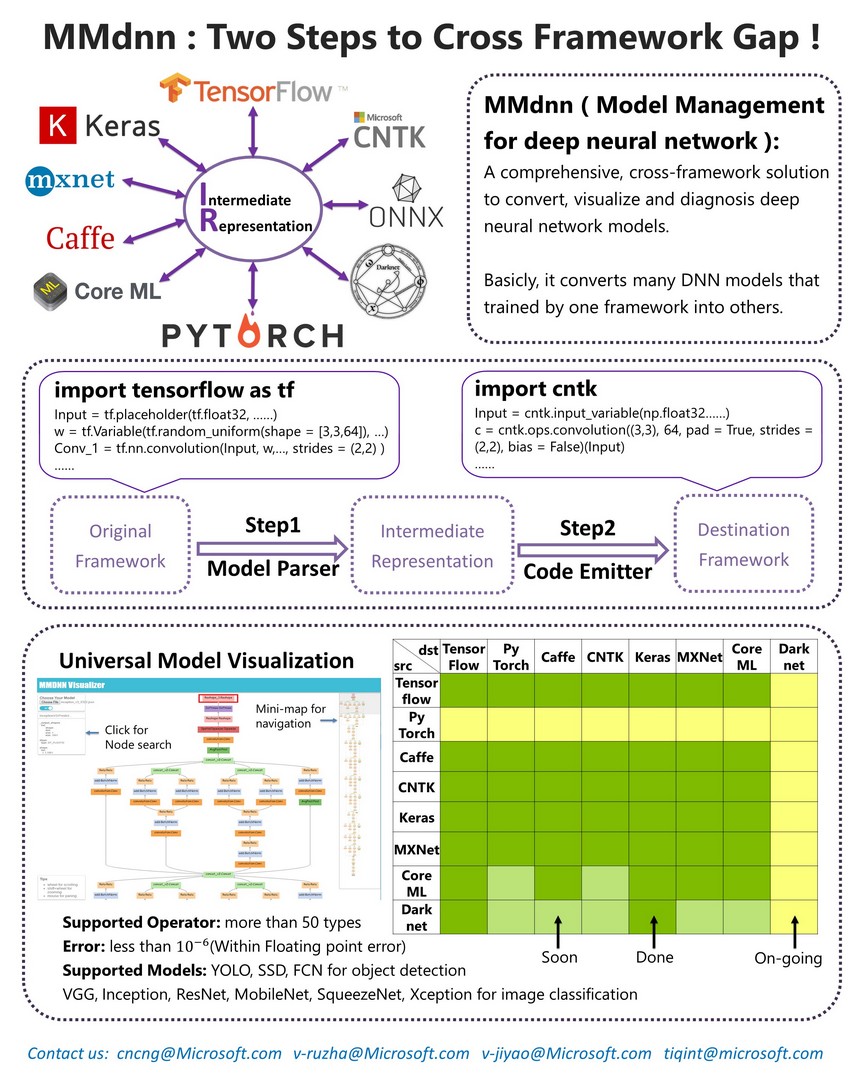 MMdnn : Two Steps to Cross Framework Gap !
TensorFlow ™
Keras
Microsoft
CNTK
mxnet
Intermediate
Representation
ONNX
Caffe
Darknet
ML
Core ML
PYTORCH
MMdnn ( Model Management
for deep neural network ):
A comprehensive, cross-framework solution
to convert, visualize and diagnosis deep
neural network models.
Basicly, it converts many DNN models that
trained by one framework into others.
import tensorflow as tf
Input = tf.placeholder(tf.float32, ......)
w = tf.Variable(tf.random_uniform(shape = [3,3,64]), ...)
Conv_1 = tf.nn.convolution(Input, w,..., strides = (2,2) )
......
import cntk
Input = cntk.input_variable(np.float32......)
c = cntk.ops.convolution((3,3), 64, pad = True, strides =
(2,2), bias = False)(Input)
......
Original
Framework
Step1
Model Parser
Intermediate
Representation
Step2
Code Emitter
Destination
Framework
Universal Model Visualization
MMDNN Visualizer
Choose Your Model
Click for
Node search
Mini-map for
navigation
Tips
dst
src
Tensor
Flow
Py
Torch
Caffe
CNTK
Keras
MXNet
Core
ML
Dark
net
Tensor
flow
Py
Torch
Caffe
CNTK
Keras
MXNet
Core
ML
Dark
net
Soon
Done
On-going
Supported Operator: more than 50 types
Error: less than 10⁻⁶(Within Floating point error)
Supported Models: YOLO, SSD, FCN for object detection
VGG, Inception, ResNet, MobileNet, SqueezeNet, Xception for image classification
Contact us: cncng@Microsoft.com v-ruzha@Microsoft.com v-jiyao@Microsoft.com tiqint@microsoft.com